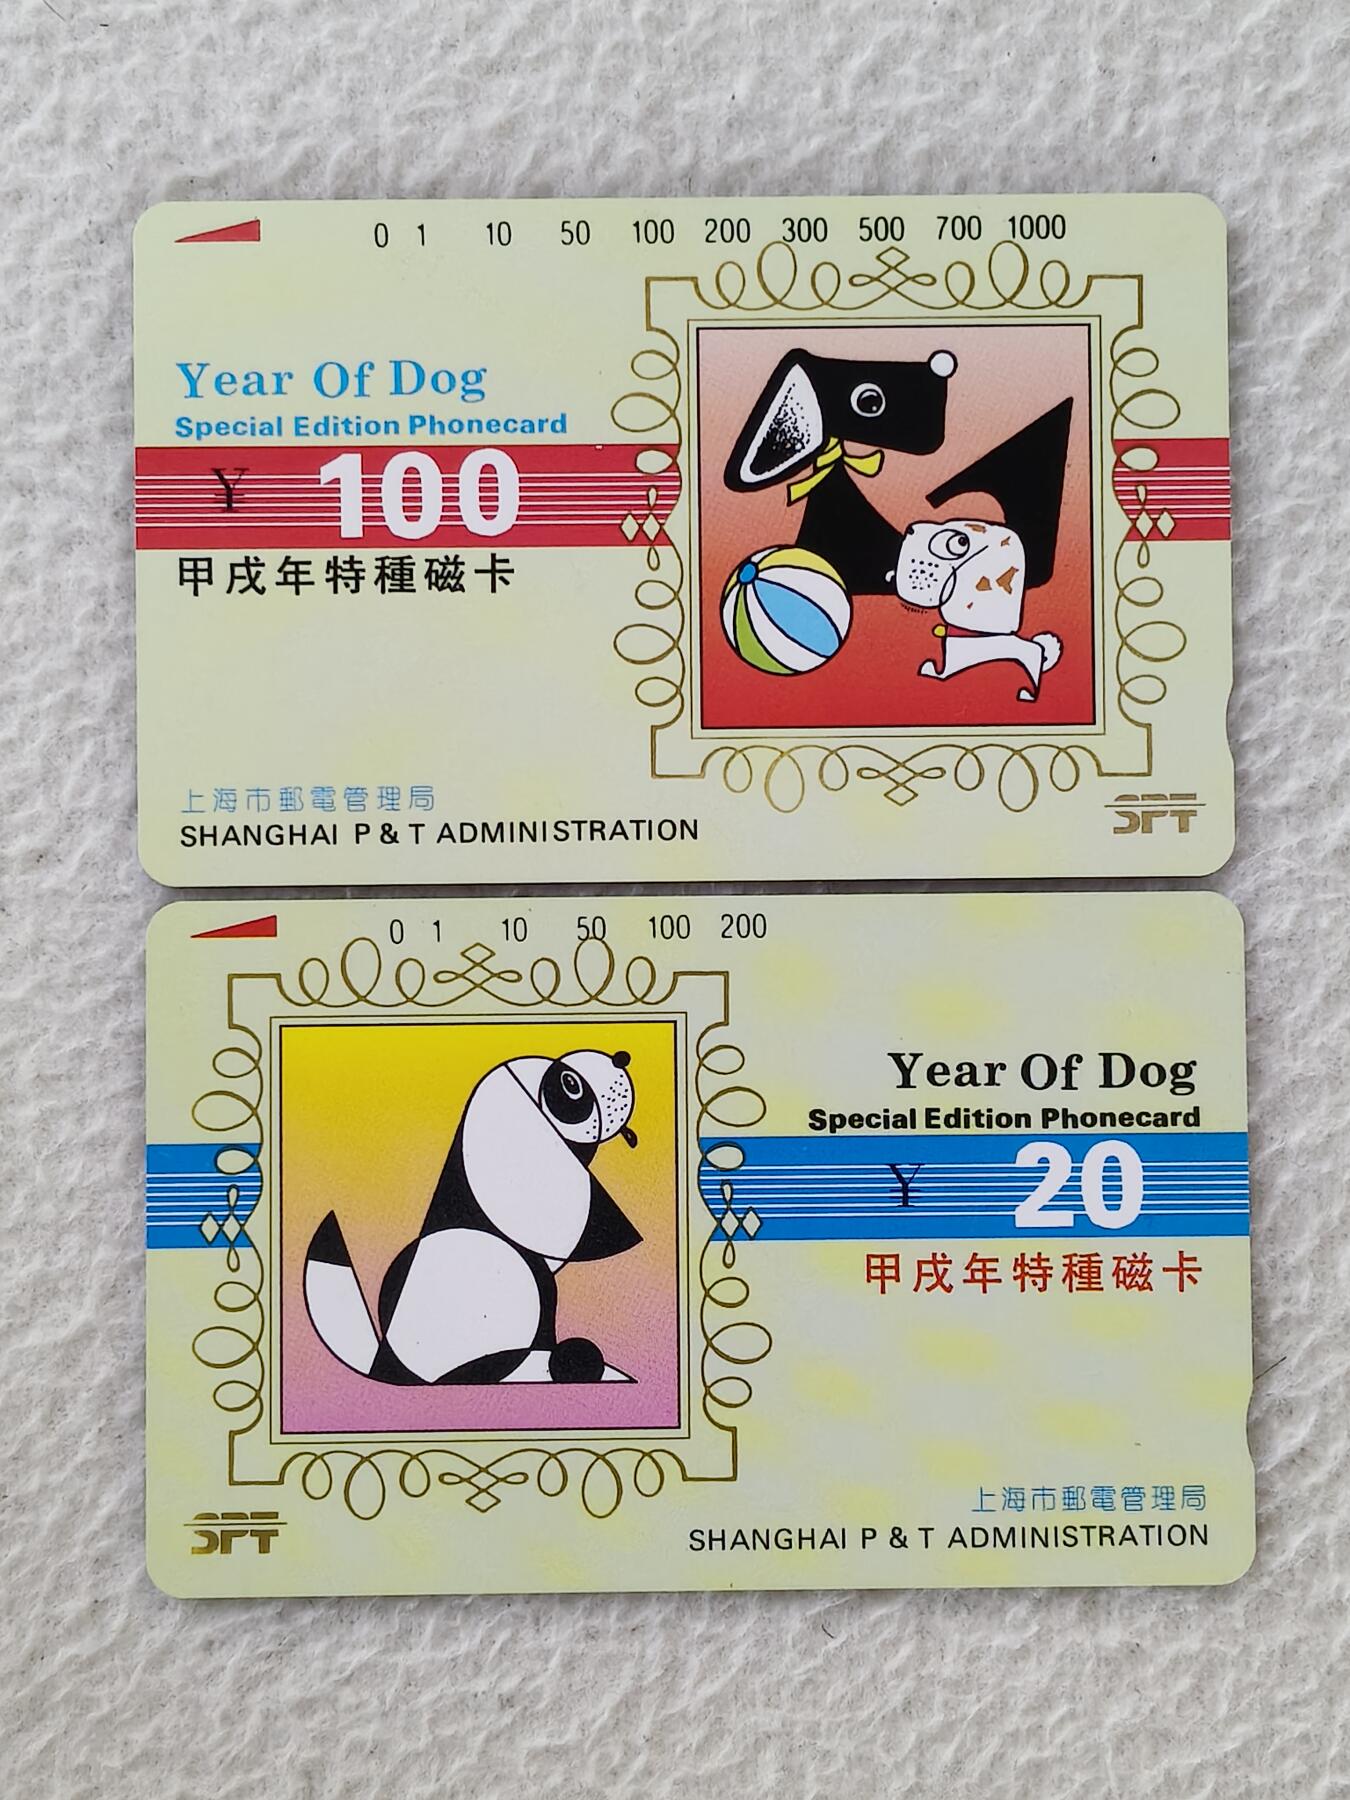 0 1 10 50 100 200 300 500 700 1000
Year Of Dog
Special Edition Phonecard
¥ 100
甲戌年特種磁卡
上海市郵電管理局
SHANGHAI P & T ADMINISTRATION
SPT
0 1 10 50 100 200
Year Of Dog
Special Edition Phonecard
¥ 20
甲戌年特種磁卡
上海市郵電管理局
SHANGHAI P & T ADMINISTRATION
SPT